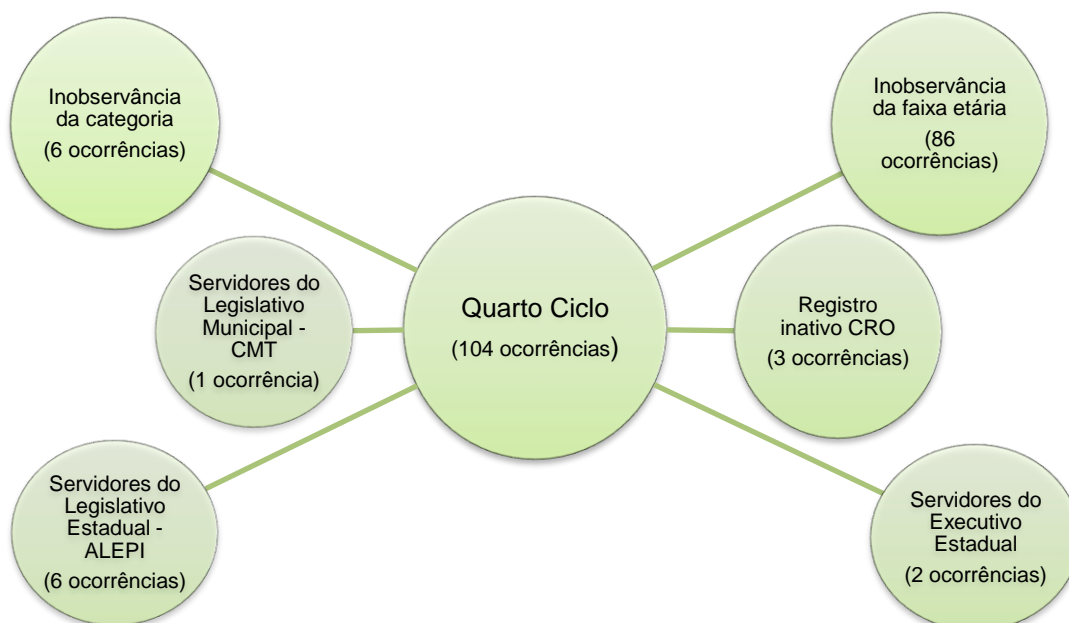 Inobservância
da categoria
(6 ocorrências)
Inobservância
da faixa etária
(86
ocorrências)
Servidores do
Legislativo
Municipal -
CMT
(1 ocorrência)
Quarto Ciclo
(104 ocorrências)
Registro
inativo CRO
(3 ocorrências)
Servidores do
Legislativo
Estadual -
ALEPI
(6 ocorrências)
Servidores do
Executivo
Estadual
(2 ocorrências)